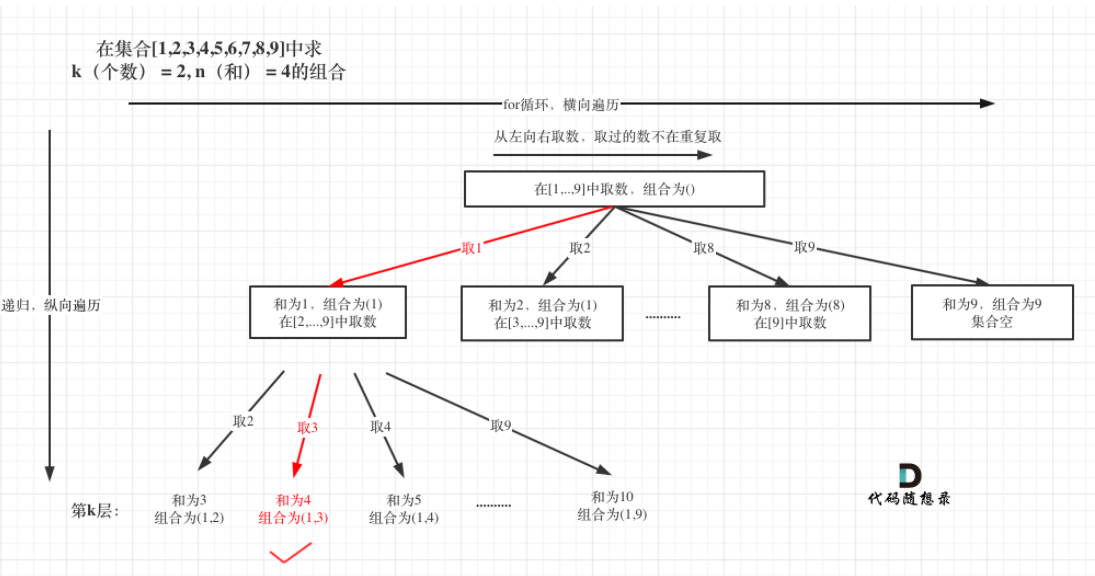 在集合[1,2,3,4,5,6,7,8,9]中求
k（个数）= 2, n（和）= 4的组合
for循环，横向遍历
从左向右取数，取过的数不在重复取
在[1,..,9]中取数，组合为()
取1
取2
取8
取9
递归，纵向遍历
和为1，组合为(1)
在[2,...,9]中取数
和为2，组合为(1)
在[3,...,9]中取数
..........
和为8，组合为(8)
在[9]中取数
和为9，组合为9
集合空
取2
取3
取4
取9
第k层：
和为3
组合为(1,2)
和为4
组合为(1,3)
和为5
组合为(1,4)
..........
和为10
组合为(1,9)
代码随想录